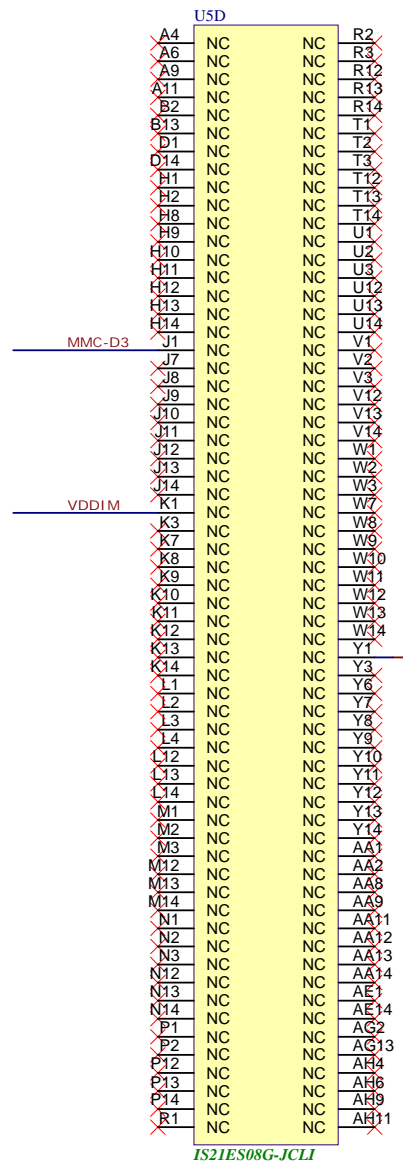 U5D
A4 NC NC R2
A6 NC NC R3
A9 NC NC R12
A11 NC NC R13
B2 NC NC R14
B13 NC NC T1
D1 NC NC T2
D14 NC NC T3
H1 NC NC T12
H2 NC NC T13
H8 NC NC T14
H9 NC NC U1
H10 NC NC U2
H11 NC NC U3
H12 NC NC U12
H13 NC NC U13
H14 NC NC U14
MMC-D3 J1 NC NC V1
J7 NC NC V2
J8 NC NC V3
J9 NC NC V12
J10 NC NC V13
J11 NC NC V14
J12 NC NC W1
J13 NC NC W2
J14 NC NC W3
VDDIM K1 NC NC W7
K3 NC NC W8
K7 NC NC W9
K8 NC NC W10
K9 NC NC W11
K10 NC NC W12
K11 NC NC W13
K12 NC NC W14
K13 NC NC Y1
K14 NC NC Y3
L1 NC NC Y6
L2 NC NC Y7
L3 NC NC Y8
L4 NC NC Y9
L12 NC NC Y10
L13 NC NC Y11
L14 NC NC Y12
M1 NC NC Y13
M2 NC NC Y14
M3 NC NC AA1
M12 NC NC AA2
M13 NC NC AA8
M14 NC NC AA9
N1 NC NC AA11
N2 NC NC AA12
N3 NC NC AA13
N12 NC NC AA14
N13 NC NC AE1
N14 NC NC AE14
P1 NC NC AG2
P2 NC NC AG13
P12 NC NC AH4
P13 NC NC AH6
P14 NC NC AH9
R1 NC NC AH11
IS21ES08G-JCLI